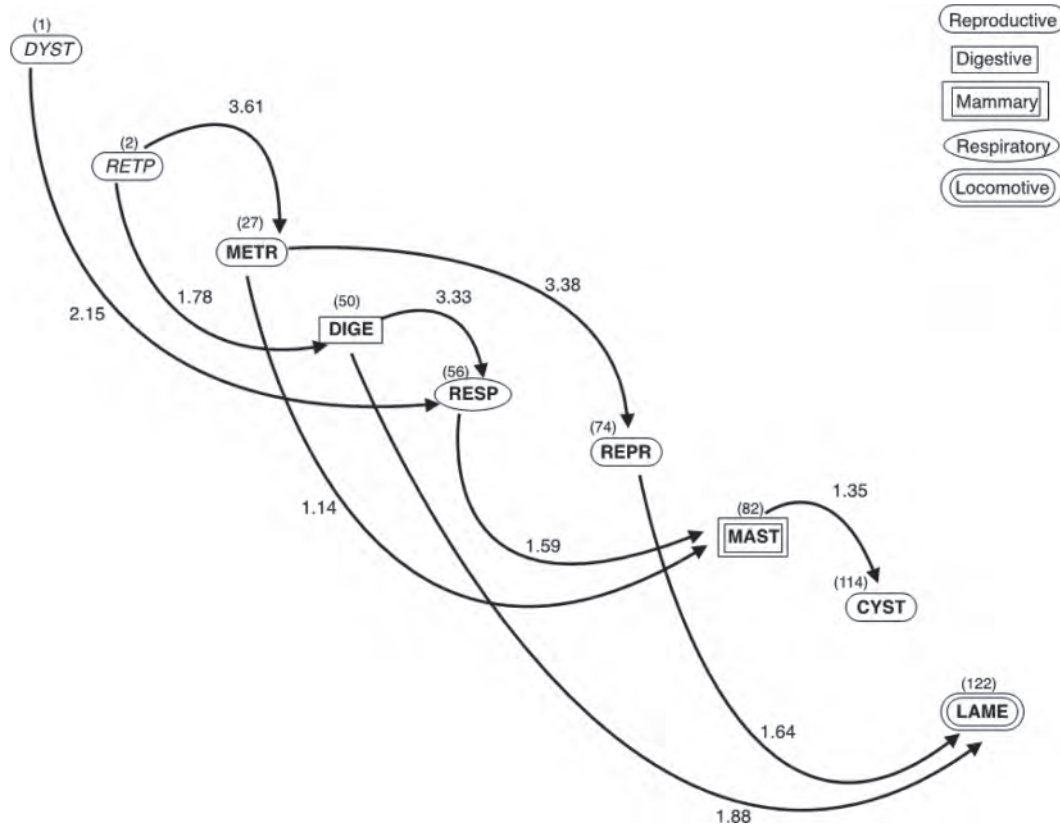 (1)
DYST
Reproductive
Digestive
Mammary
Respiratory
Locomotive
3.61
(2)
RETP
(27)
METR
3.38
1.78
2.15
(50)
DIGE
3.33
(56)
RESP
(74)
REPR
1.14
1.59
(82)
MAST
1.35
(114)
CYST
(122)
LAME
1.64
1.88